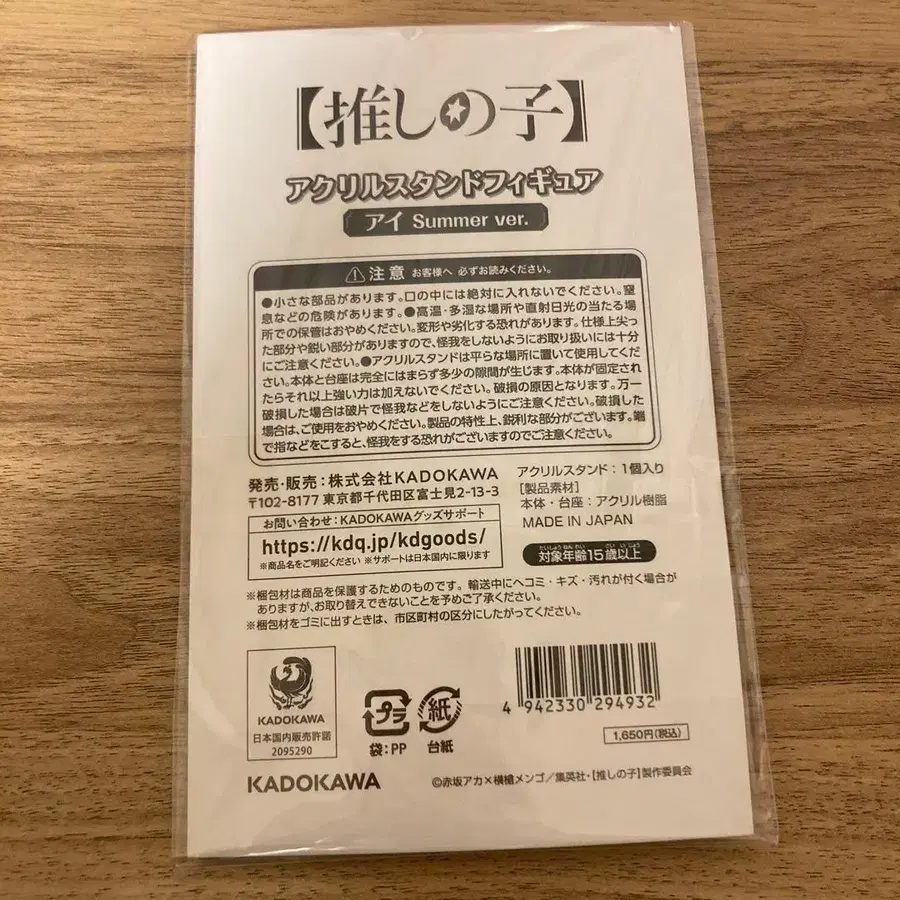 【推しの子】
アクリルスタンドフィギュア
アイ Summer ver.
注意 お客様へ 必ずお読みください。
●小さな部品があります。口の中には絶対に入れないでください。窒
息などの危険があります。●高温・多湿な場所や直射日光の当たる場
所での保管はおやめください。変形や劣化する恐れがあります。仕様上尖っ
た部分や鋭い部分がありますので、怪我をしないようにお取り扱いには十分
にご注意ください。●アクリルスタンドは平らな場所に置いて使用してくだ
さい。本体と台座は完全にはまらず多少の隙間が生じます。本体が固定され
たらそれ以上強い力は加えないでください。破損の原因となります。万一
破損した場合は破片で怪我などをしないようにご注意ください。破損した
場合は、ご使用をおやめください。製品の特性上、鋭利な部分がございます。端
で指などをこすると、怪我をする恐れがございますのでご注意ください。
発売・販売：株式会社KADOKAWA
〒102-8177 東京都千代田区富士見2-13-3
お問い合わせ：KADOKAWAグッズサポート
https://kdq.jp/kdgoods/
※商品名をご明記ください ※サポートは日本国内に限ります
アクリルスタンド：1個入り
[製品素材]
本体・台座：アクリル樹脂
MADE IN JAPAN
たいしょうねんれい さい いじょう
対象年齢15歳以上
※梱包材は商品を保護するためのものです。輸送中にヘコミ・キズ・汚れが付く場合が
ありますが、お取り替えできないことを予めご了承ください。
※梱包材をゴミに出すときは、市区町村の区分にしたがってください。
KADOKAWA
日本国内販売許諾
2095290
プラ
袋：PP
紙
台紙
4 942330 294932
1,650円(税込)
KADOKAWA
©赤坂アカ×横槍メンゴ／集英社・【推しの子】製作委員会